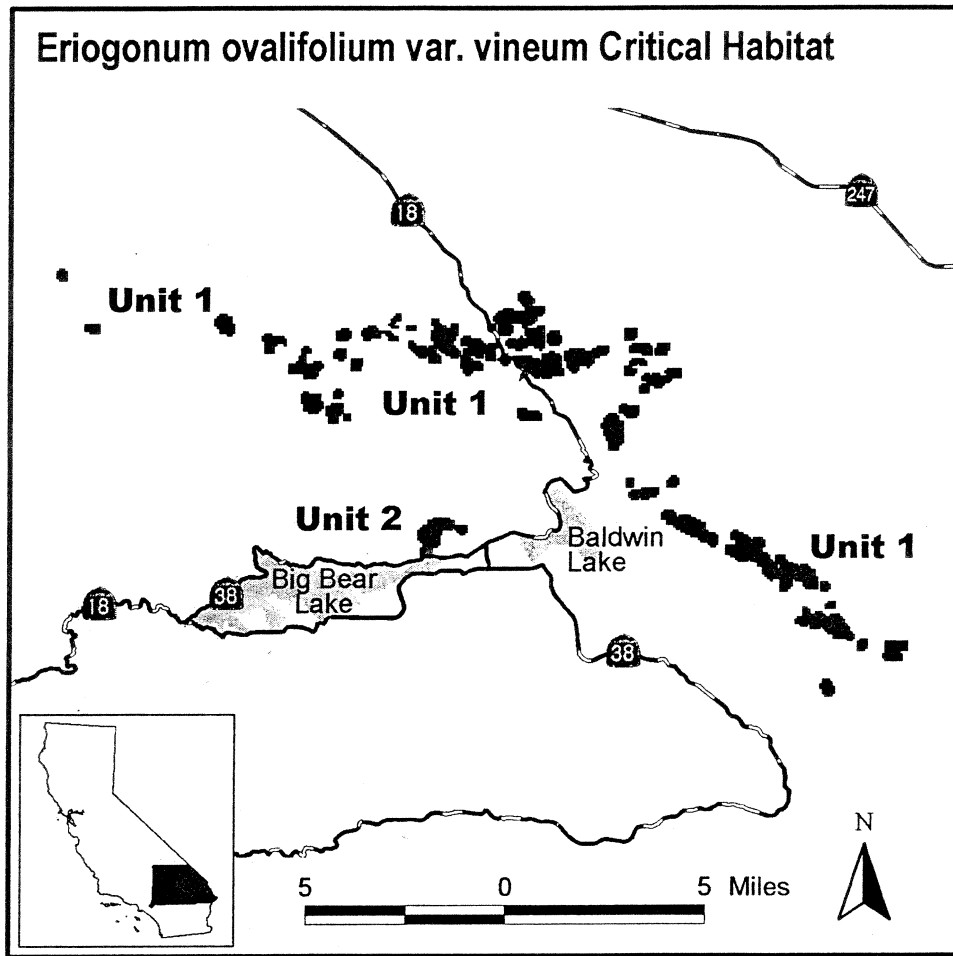 Eriogonum ovalifolium var. vineum Critical Habitat
247
18
Unit 1
Unit 1
Unit 2
Baldwin
Lake
Unit 1
Big Bear
Lake
18
38
38
N
5 0 5 Miles